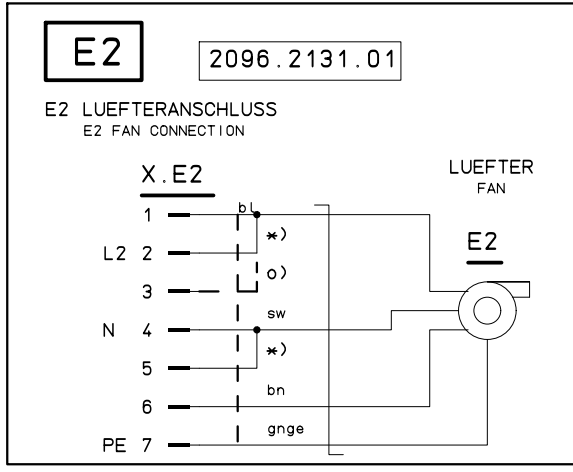 E2
2096.2131.01
E2 LUEFTERANSCHLUSS
E2 FAN CONNECTION
X.E2
LUEFTER
FAN
E2
1
bl
*)
L2 2
o)
3
sw
N 4
*)
5
bn
6
gnge
PE 7